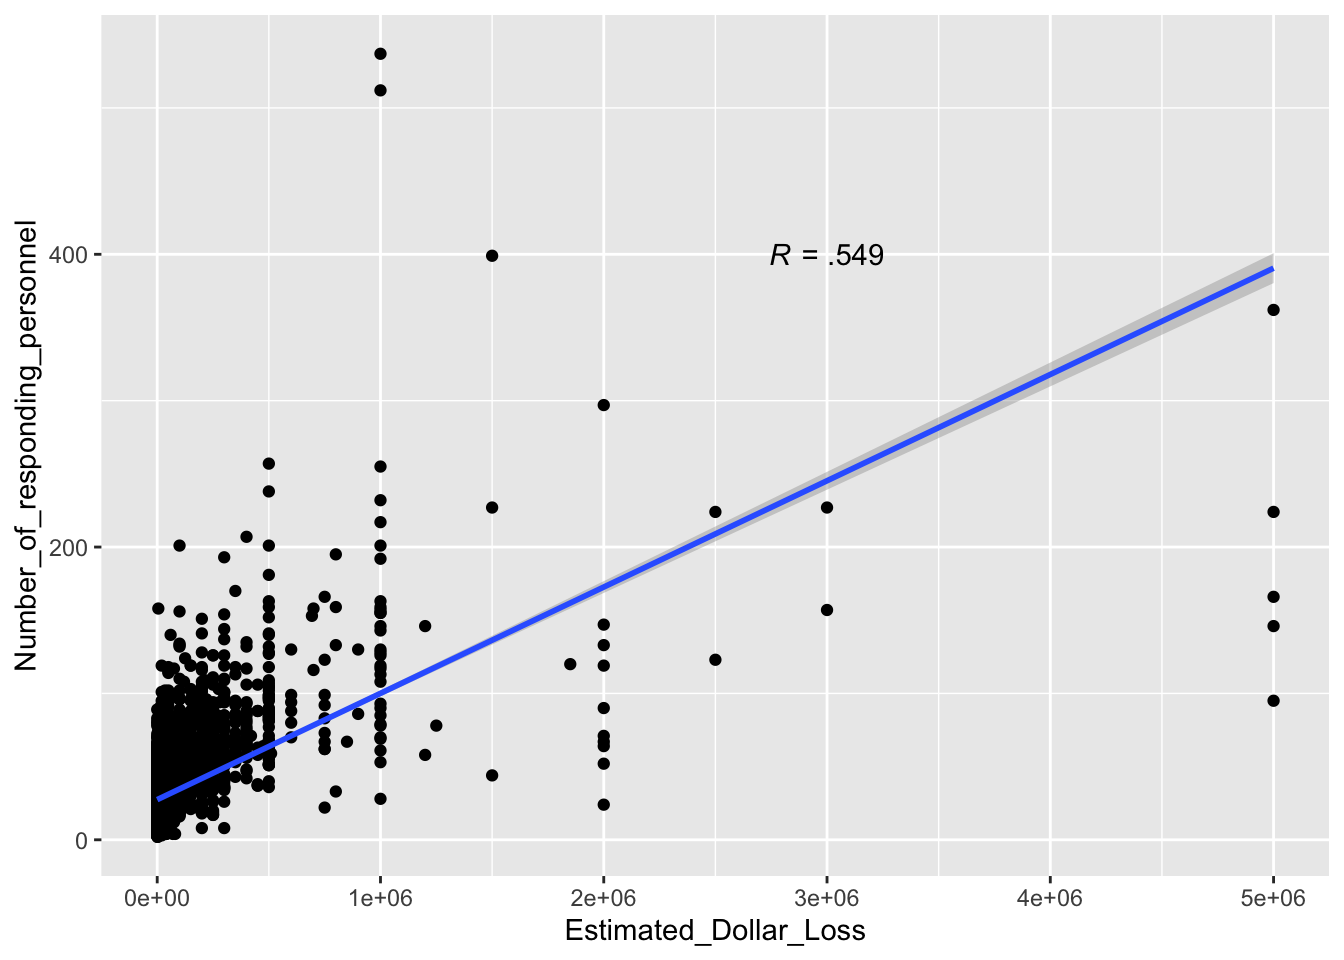 Number_of_responding_personnel
400
200
0
R = .549
0e+00 1e+06 2e+06 3e+06 4e+06 5e+06
Estimated_Dollar_Loss